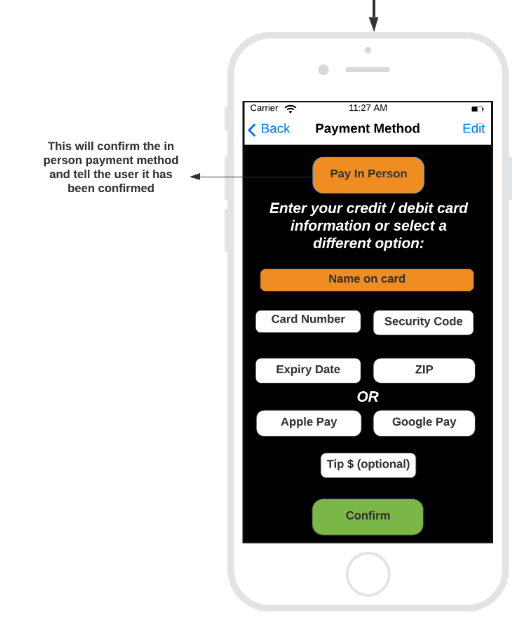 Carrier 11:27 AM
Back Payment Method Edit
This will confirm the in
person payment method
and tell the user it has
been confirmed
Pay In Person
Enter your credit / debit card
information or select a
different option:
Name on card
Card Number Security Code
Expiry Date ZIP
OR
Apple Pay Google Pay
Tip $ (optional)
Confirm